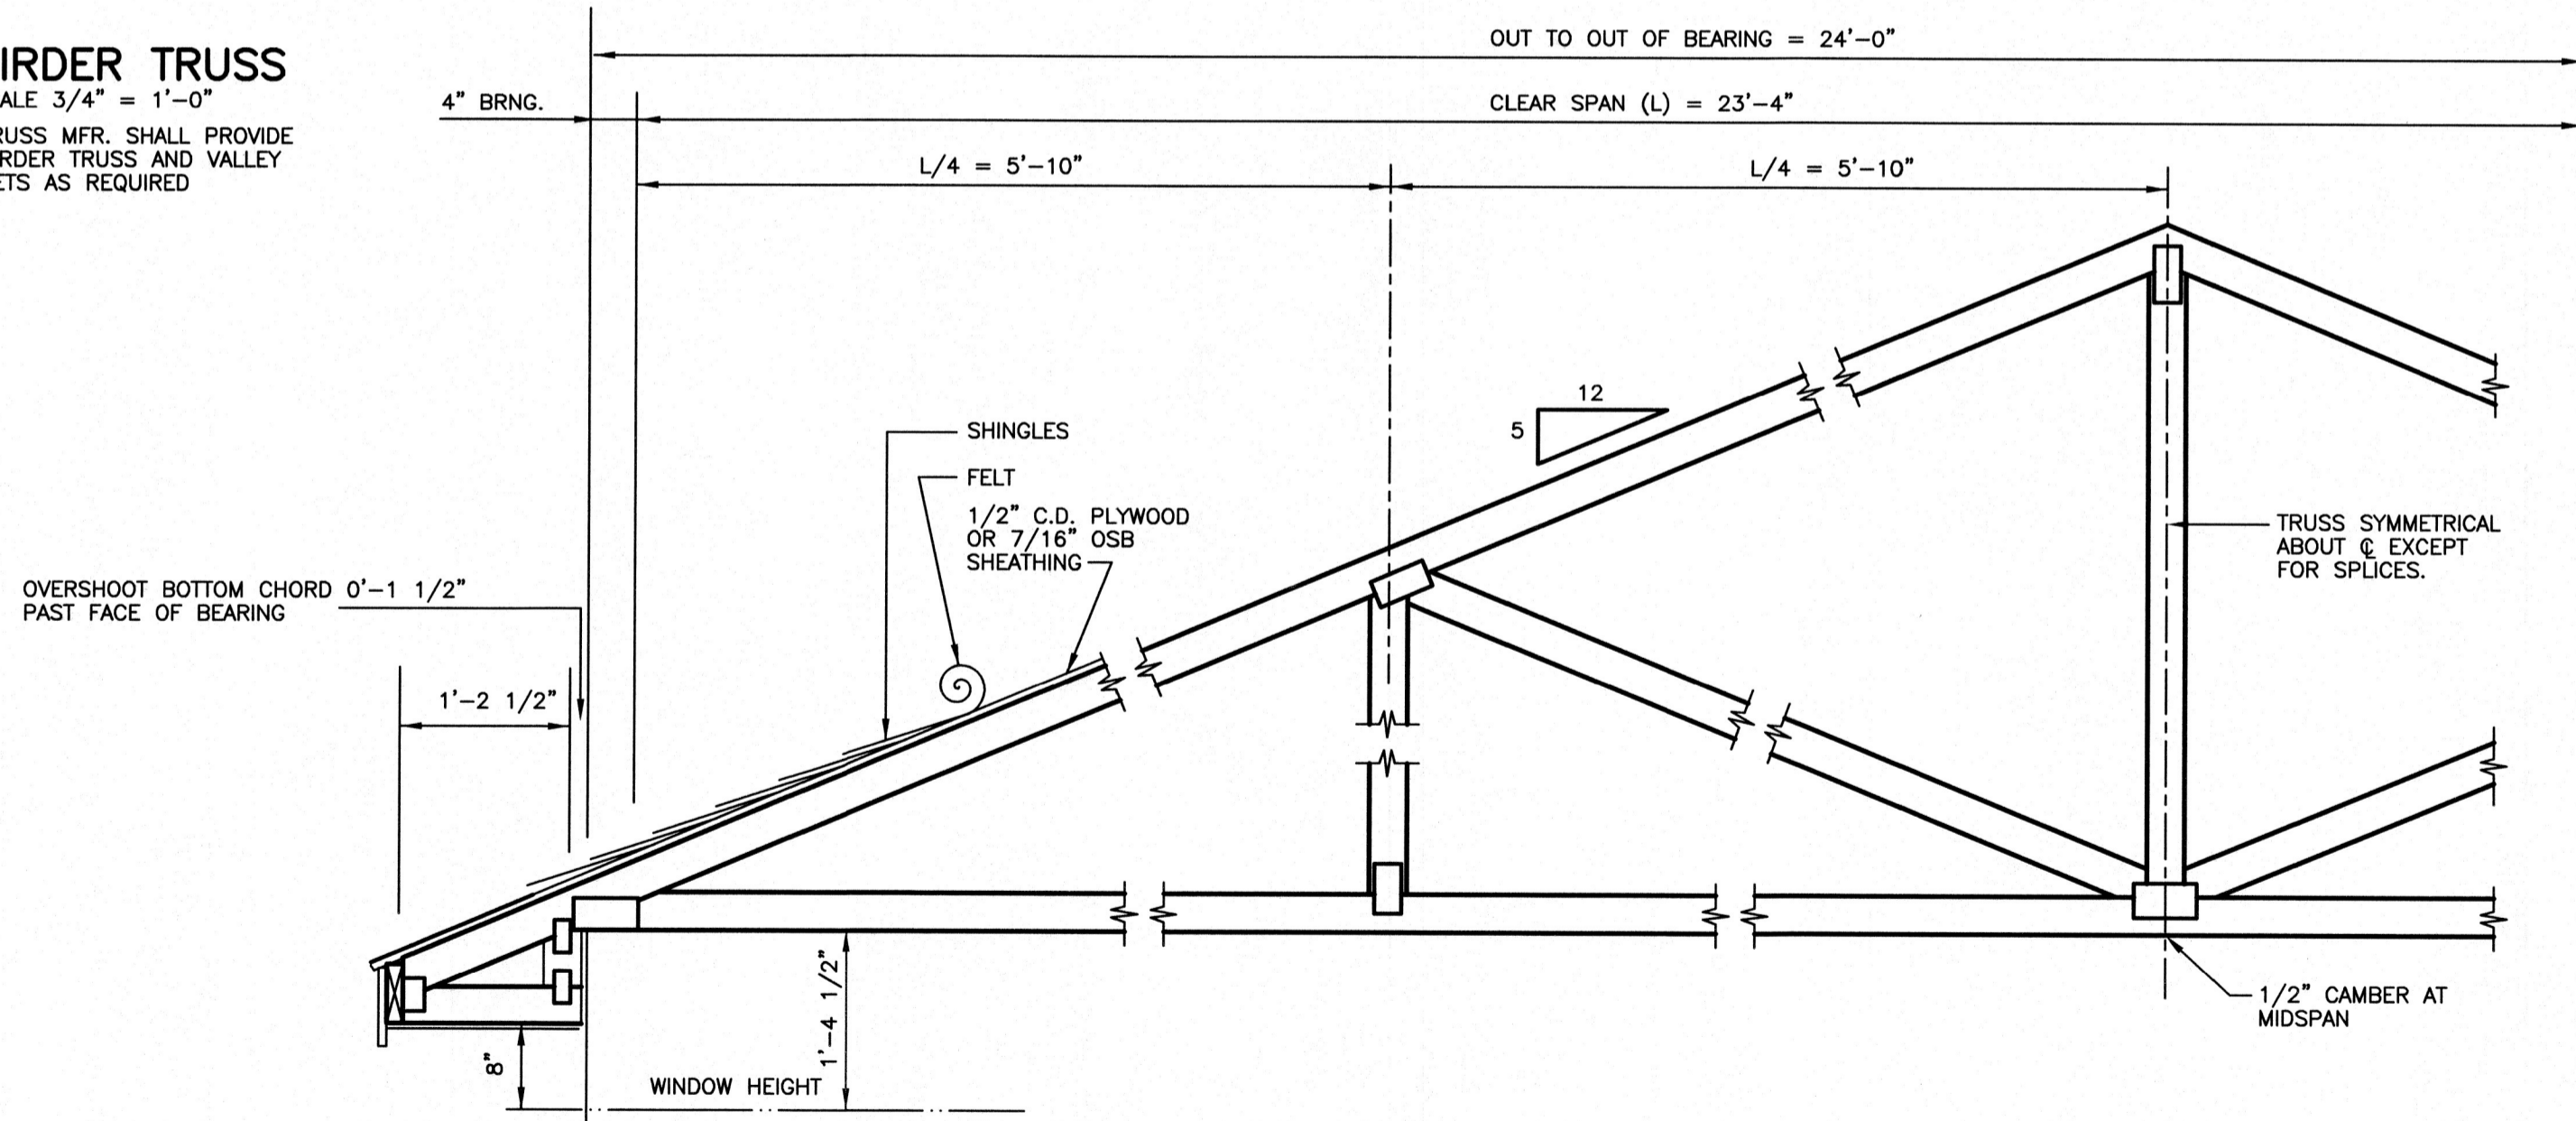 IRDER TRUSS
ALE 3/4" = 1'-0"
RUSS MFR. SHALL PROVIDE
RDER TRUSS AND VALLEY
ETS AS REQUIRED
OUT TO OUT OF BEARING = 24'-0"
4" BRNG.
CLEAR SPAN (L) = 23'-4"
L/4 = 5'-10"
L/4 = 5'-10"
12
5
SHINGLES
FELT
1/2" C.D. PLYWOOD
OR 7/16" OSB
SHEATHING
TRUSS SYMMETRICAL
ABOUT ℄ EXCEPT
FOR SPLICES.
OVERSHOOT BOTTOM CHORD 0'-1 1/2"
PAST FACE OF BEARING
1'-2 1/2"
1'-4 1/2"
8"
WINDOW HEIGHT
1/2" CAMBER AT
MIDSPAN